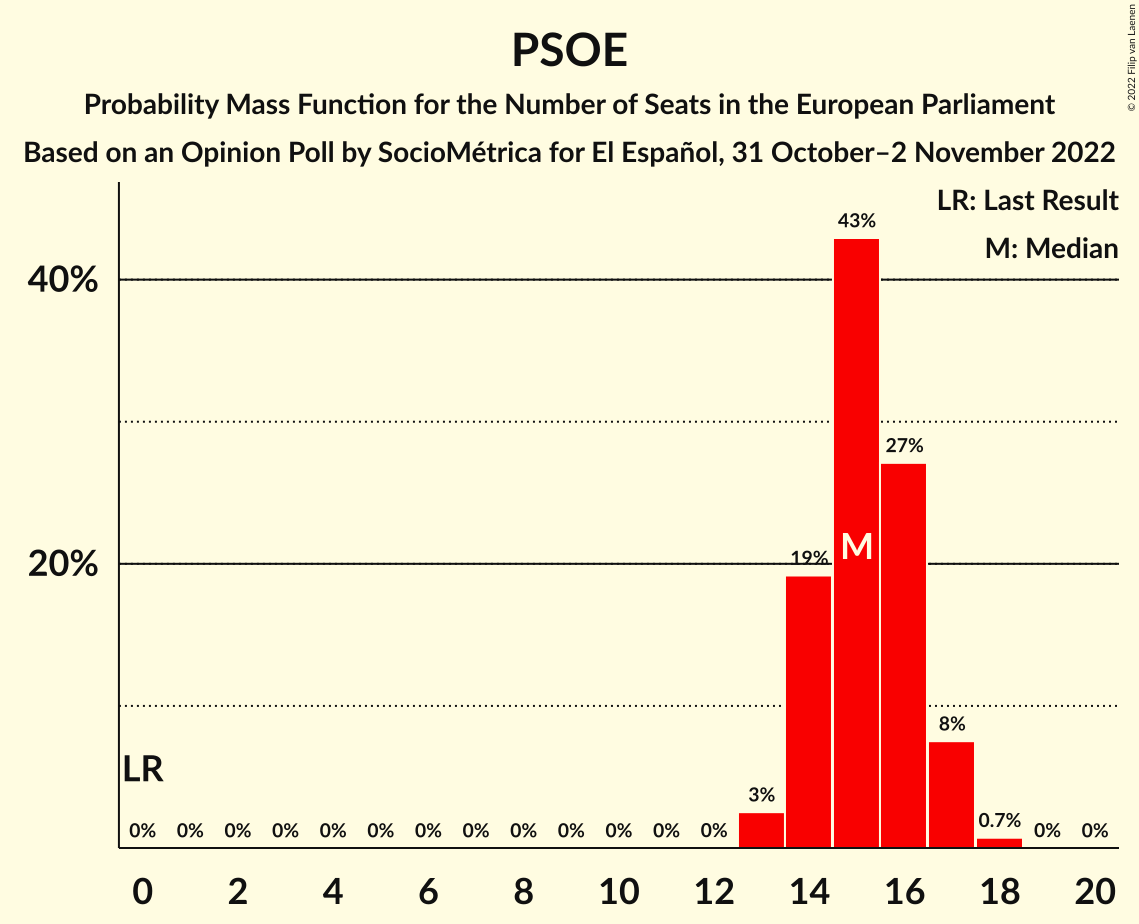 PSOE
Probability Mass Function for the Number of Seats in the European Parliament
Based on an Opinion Poll by SocioMétrica for El Español, 31 October–2 November 2022
© 2022 Filip van Laenen
LR: Last Result
M: Median
40%
20%
43%
27%
19%
M
8%
3%
0.7%
LR
0% 0% 0% 0% 0% 0% 0% 0% 0% 0% 0% 0% 0% 0% 0%
0 2 4 6 8 10 12 14 16 18 20